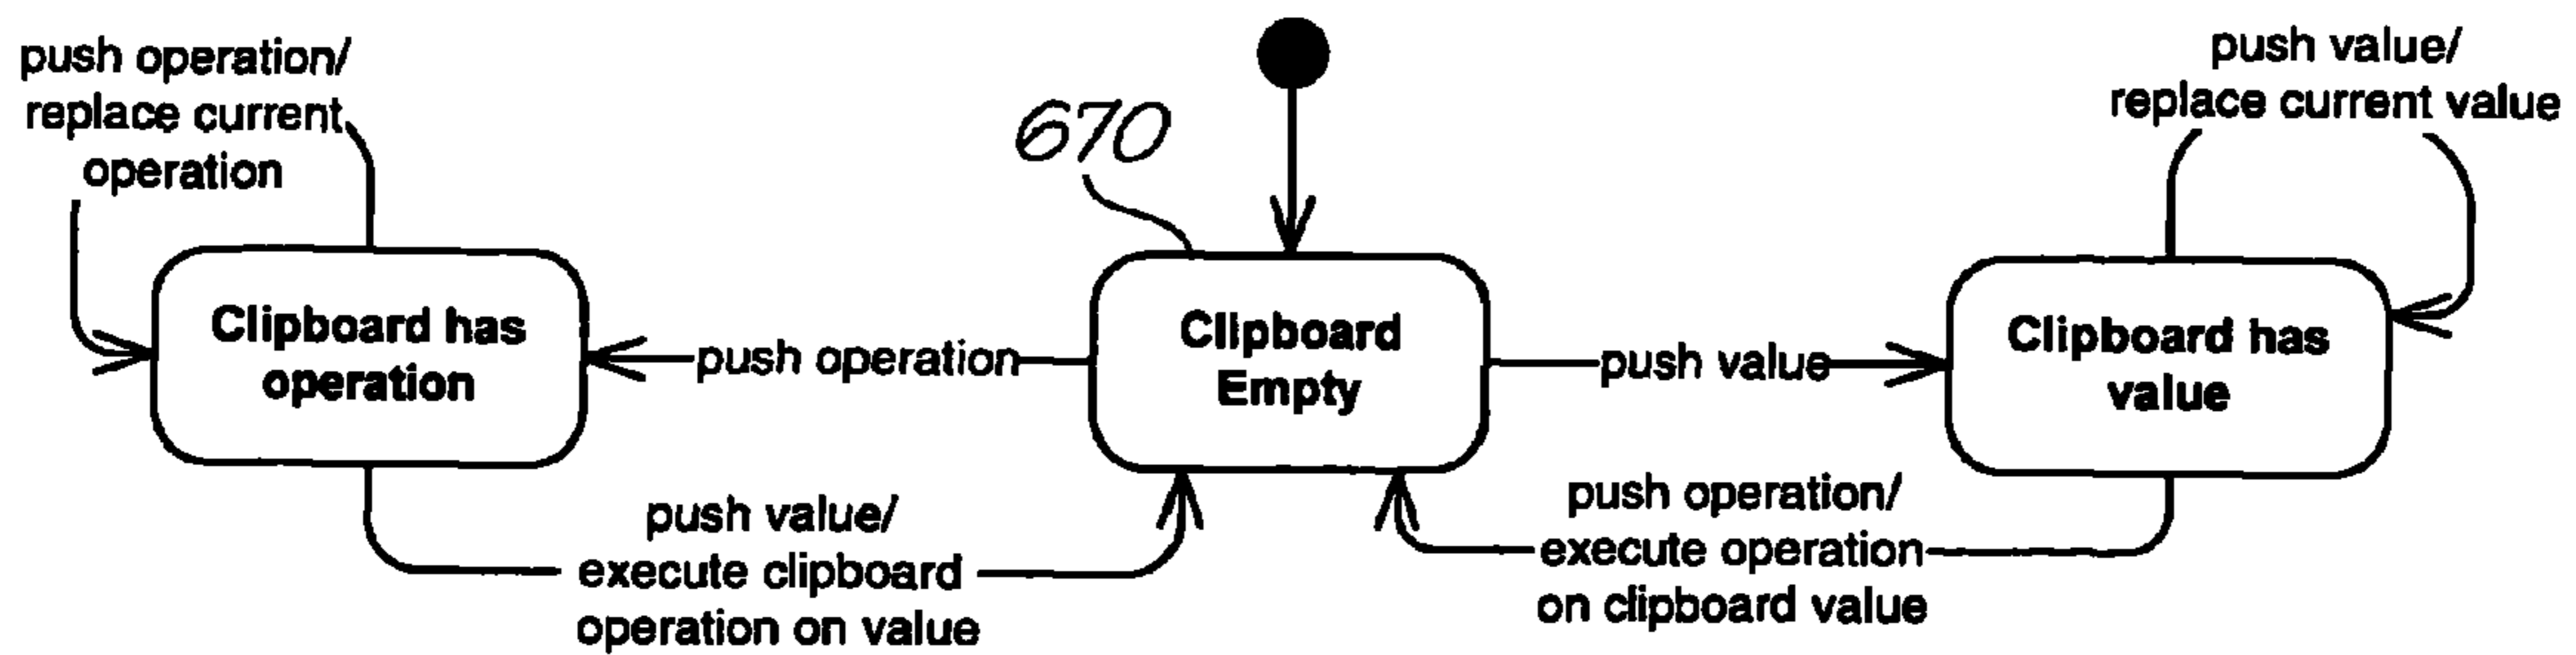 push operation/
replace current
operation
670
push value/
replace current value
Clipboard has
operation
push operation
Clipboard
Empty
push value
Clipboard has
value
push value/
execute clipboard
operation on value
push operation/
execute operation
on clipboard value